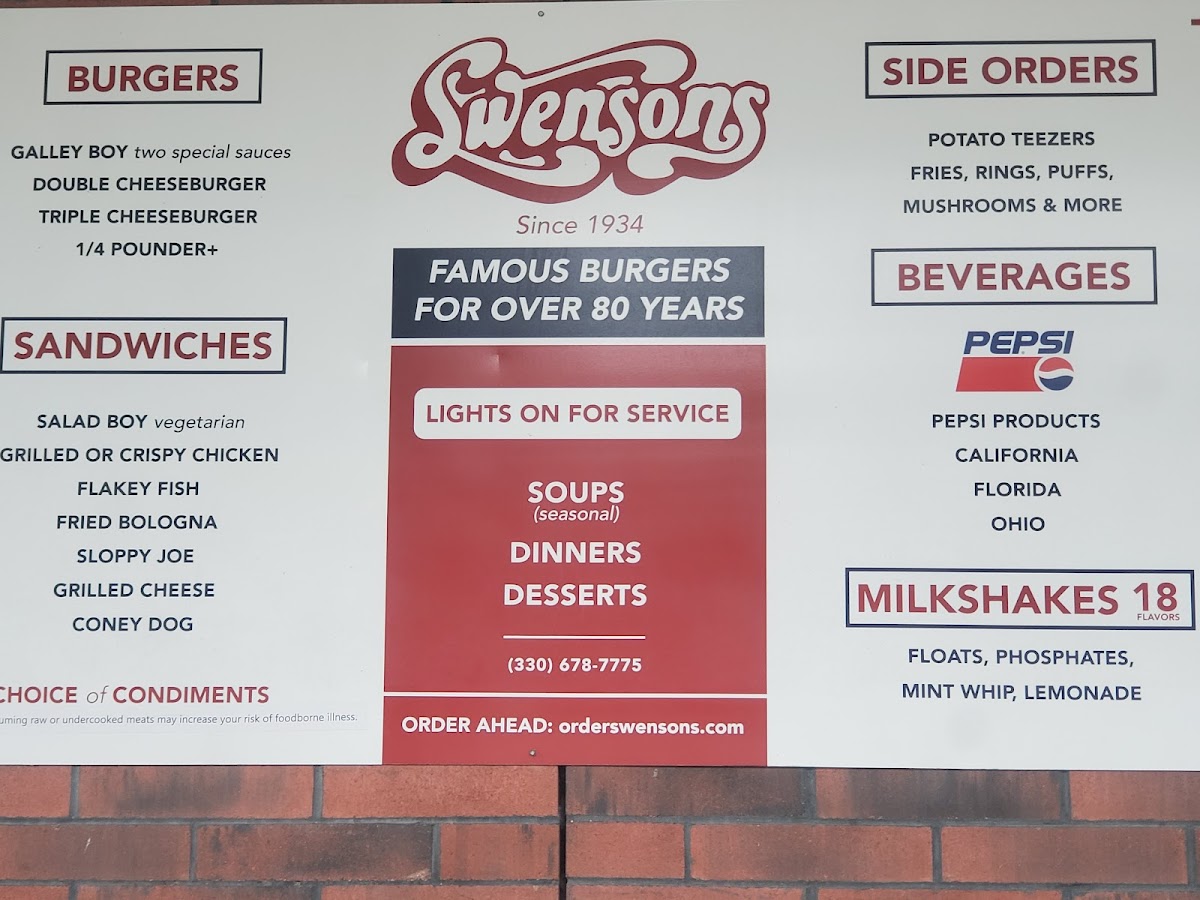 BURGERS
GALLEY BOY two special sauces
DOUBLE CHEESEBURGER
TRIPLE CHEESEBURGER
1/4 POUNDER+
SANDWICHES
SALAD BOY vegetarian
GRILLED OR CRISPY CHICKEN
FLAKEY FISH
FRIED BOLOGNA
SLOPPY JOE
GRILLED CHEESE
CONEY DOG
CHOICE of CONDIMENTS
raw or undercooked meats may increase your risk of foodborne illness.
Swensons
Since 1934
FAMOUS BURGERS
FOR OVER 80 YEARS
LIGHTS ON FOR SERVICE
SOUPS
(seasonal)
DINNERS
DESSERTS
(330) 678-7775
ORDER AHEAD: orderswensons.com
SIDE ORDERS
POTATO TEEZERS
FRIES, RINGS, PUFFS,
MUSHROOMS & MORE
BEVERAGES
PEPSI
PEPSI PRODUCTS
CALIFORNIA
FLORIDA
OHIO
MILKSHAKES 18
FLAVORS
FLOATS, PHOSPHATES,
MINT WHIP, LEMONADE